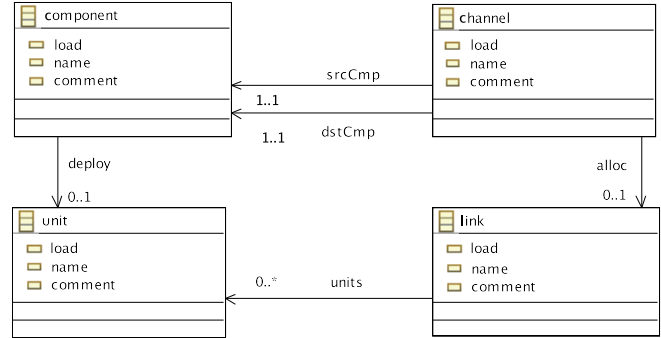 component
load
name
comment
channel
load
name
comment
srcCmp
1..1
dstCmp
1..1
deploy
0..1
alloc
0..1
unit
load
name
comment
link
load
name
comment
0..*
units